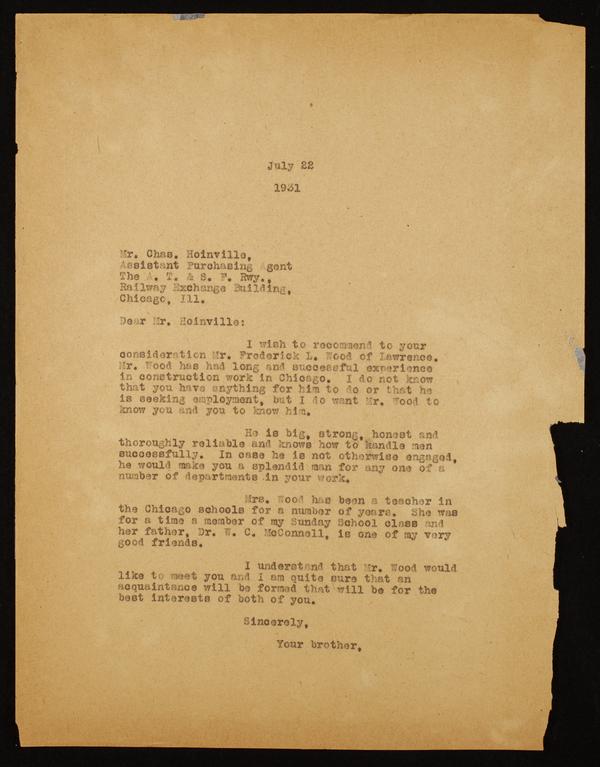 July 22
1931
Mr. Chas. Hoinville,
Assistant Purchasing Agent
The A. T. & S. F. Rwy.,
Railway Exchange Building,
Chicago, Ill.
Dear Mr. Hoinville:
I wish to recommend to your
consideration Mr. Frederick L. Wood of Lawrence.
Mr. Wood has had long and successful experience
in construction work in Chicago. I do not know
that you have anything for him to do or that he
is seeking employment, but I do want Mr. Wood to
know you and you to know him.
He is big, strong, honest and
thoroughly reliable and knows how to handle men
successfully. In case he is not otherwise engaged,
he would make you a splendid man for any one of a
number of departments in your work.
Mrs. Wood has been a teacher in
the Chicago schools for a number of years. She was
for a time a member of my Sunday School class and
her father, Dr. W. C. McConnell, is one of my very
good friends.
I understand that Mr. Wood would
like to meet you and I am quite sure that an
acquaintance will be formed that will be for the
best interests of both of you.
Sincerely,
Your brother,